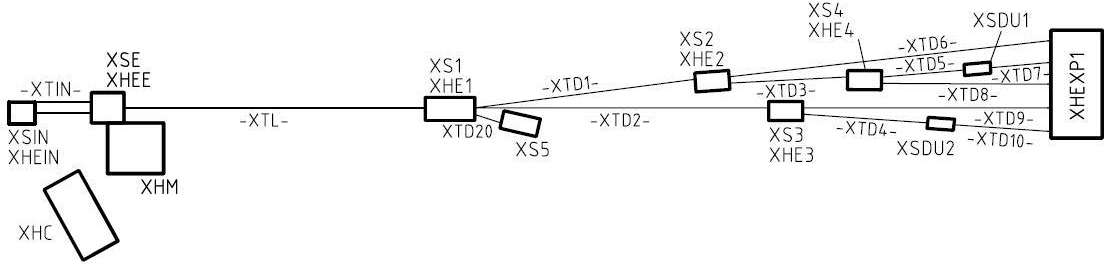 XS4
XHE4
XSDU1
XS2
XHE2
-XTD6-
-XTD5-
-XTD7-
XSE
XHEE
XS1
XHE1
-XTIN-
-XTD1-
-XTD3-
-XTD8-
XHEXP1
XSIN
XHEIN
-XTL-
XTD20
-XTD2-
-XTD4-
-XTD9-
-XTD10-
XS5
XS3
XHE3
XSDU2
XHM
XHC